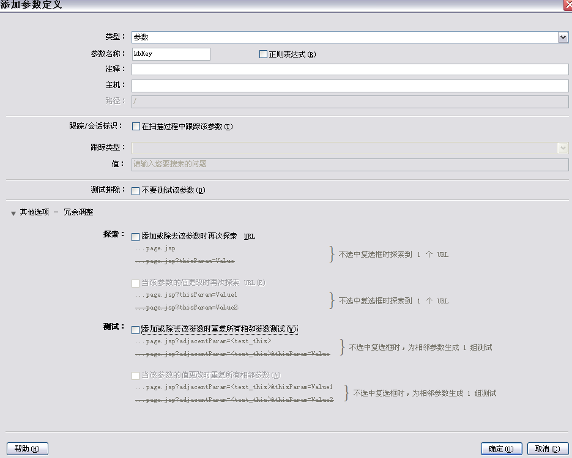 添加参数定义
类型： 参数
参数名称： kbKey 正则表达式(R)
注释：
主机：
路径： /
跟踪/会话标识： 在扫描过程中跟踪该参数(T)
跟踪类型：
值： 请输入您要搜索的问题
测试排除： 不要测试该参数(D)
其他选项 - 冗余调整
探索： 添加或除去该参数时再次探索 URL
...page.jsp
...page.jsp?thisParam=Value
不选中复选框时探索到 1 个 URL
当该参数的值更改时再次探索 URL(P)
...page.jsp?thisParam=Value1
...page.jsp?thisParam=Value2
不选中复选框时探索到 1 个 URL
测试： 添加或除去该参数时重复所有相邻参数测试(V)
...page.jsp?adjacentParam=<test_this>
...page.jsp?adjacentParam=<test_this>&thisParam=Value
不选中复选框时，为相邻参数生成 1 组测试
当该参数的值更改时重复所有相邻参数
...page.jsp?adjacentParam=<test_this>&thisParam=Value1
...page.jsp?adjacentParam=<test_this>&thisParam=Value2
不选中复选框时，为相邻参数生成 1 组测试
帮助(H) 确定(O) 取消(C)